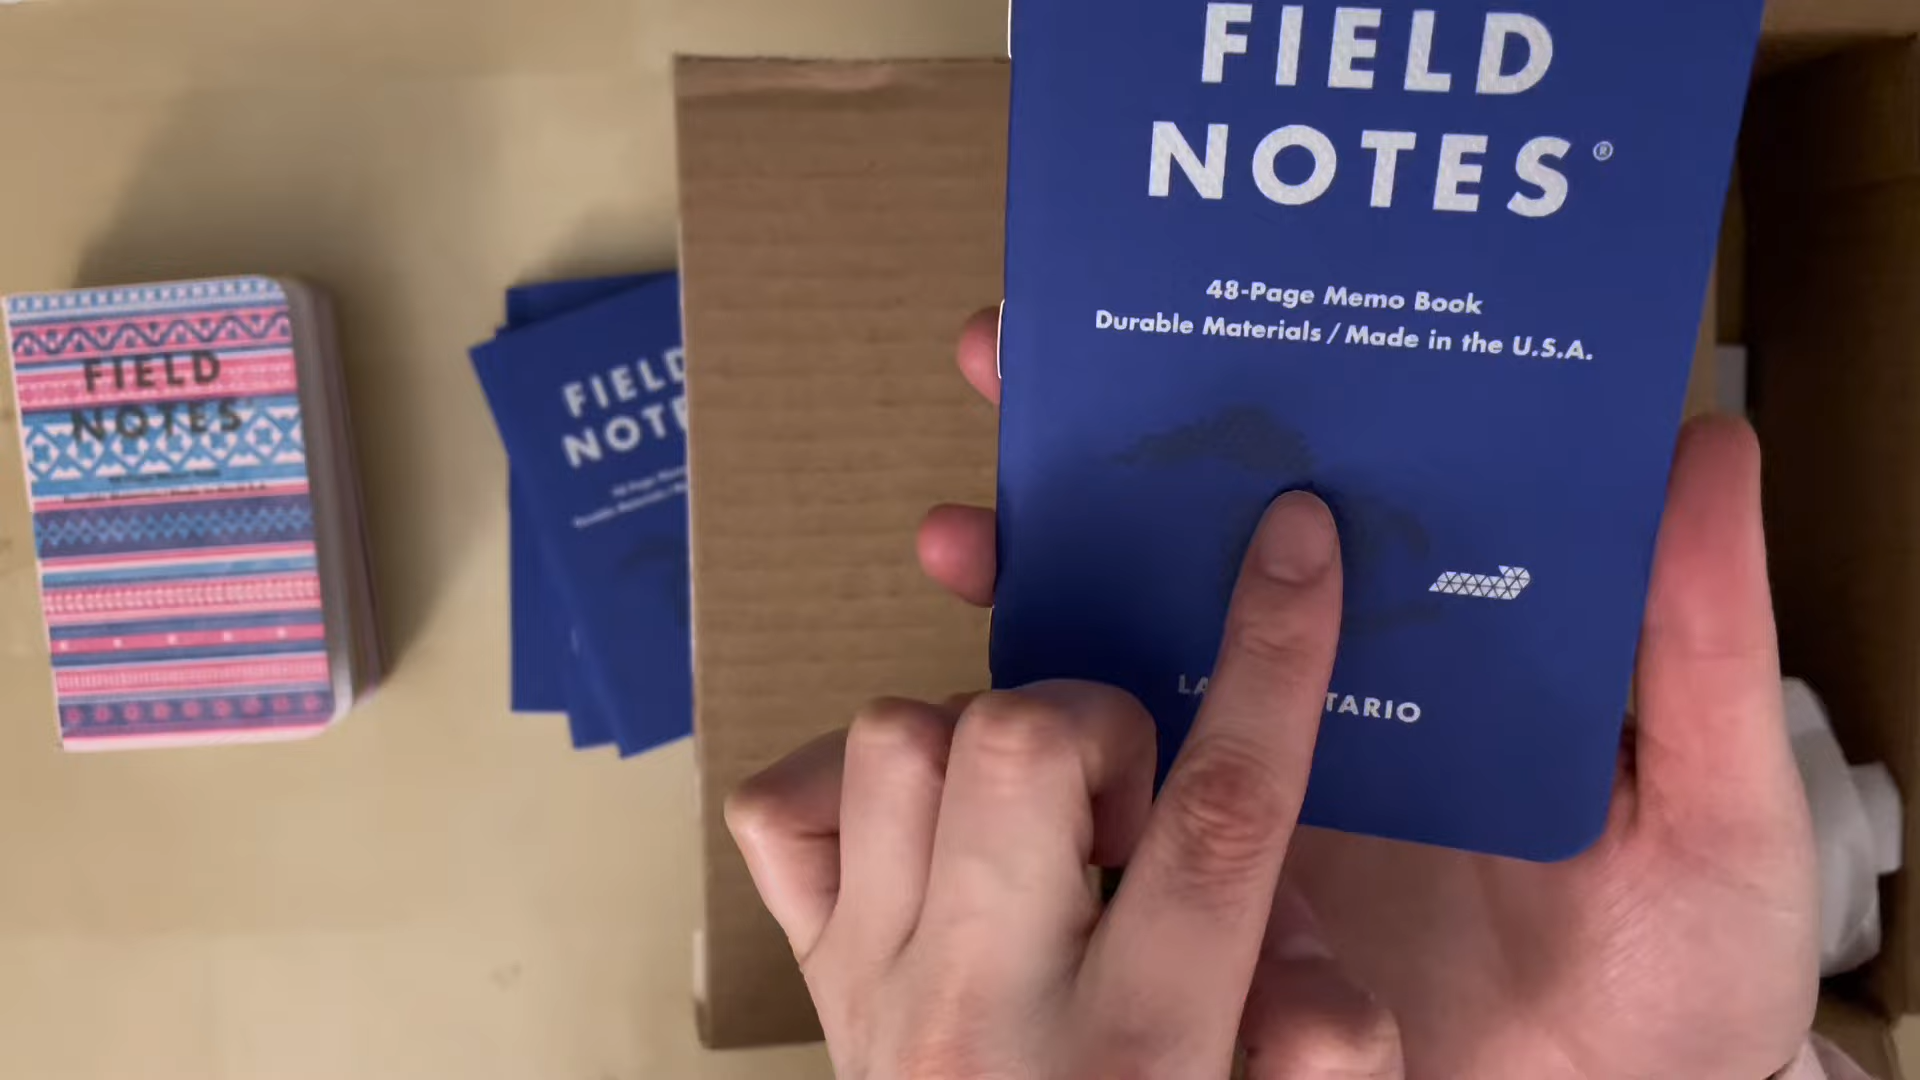 FIELD
NOTES®
48-Page Memo Book
Durable Materials / Made in the U.S.A.
LA TARIO
FIELD
NOTES
FIELD
NOTE